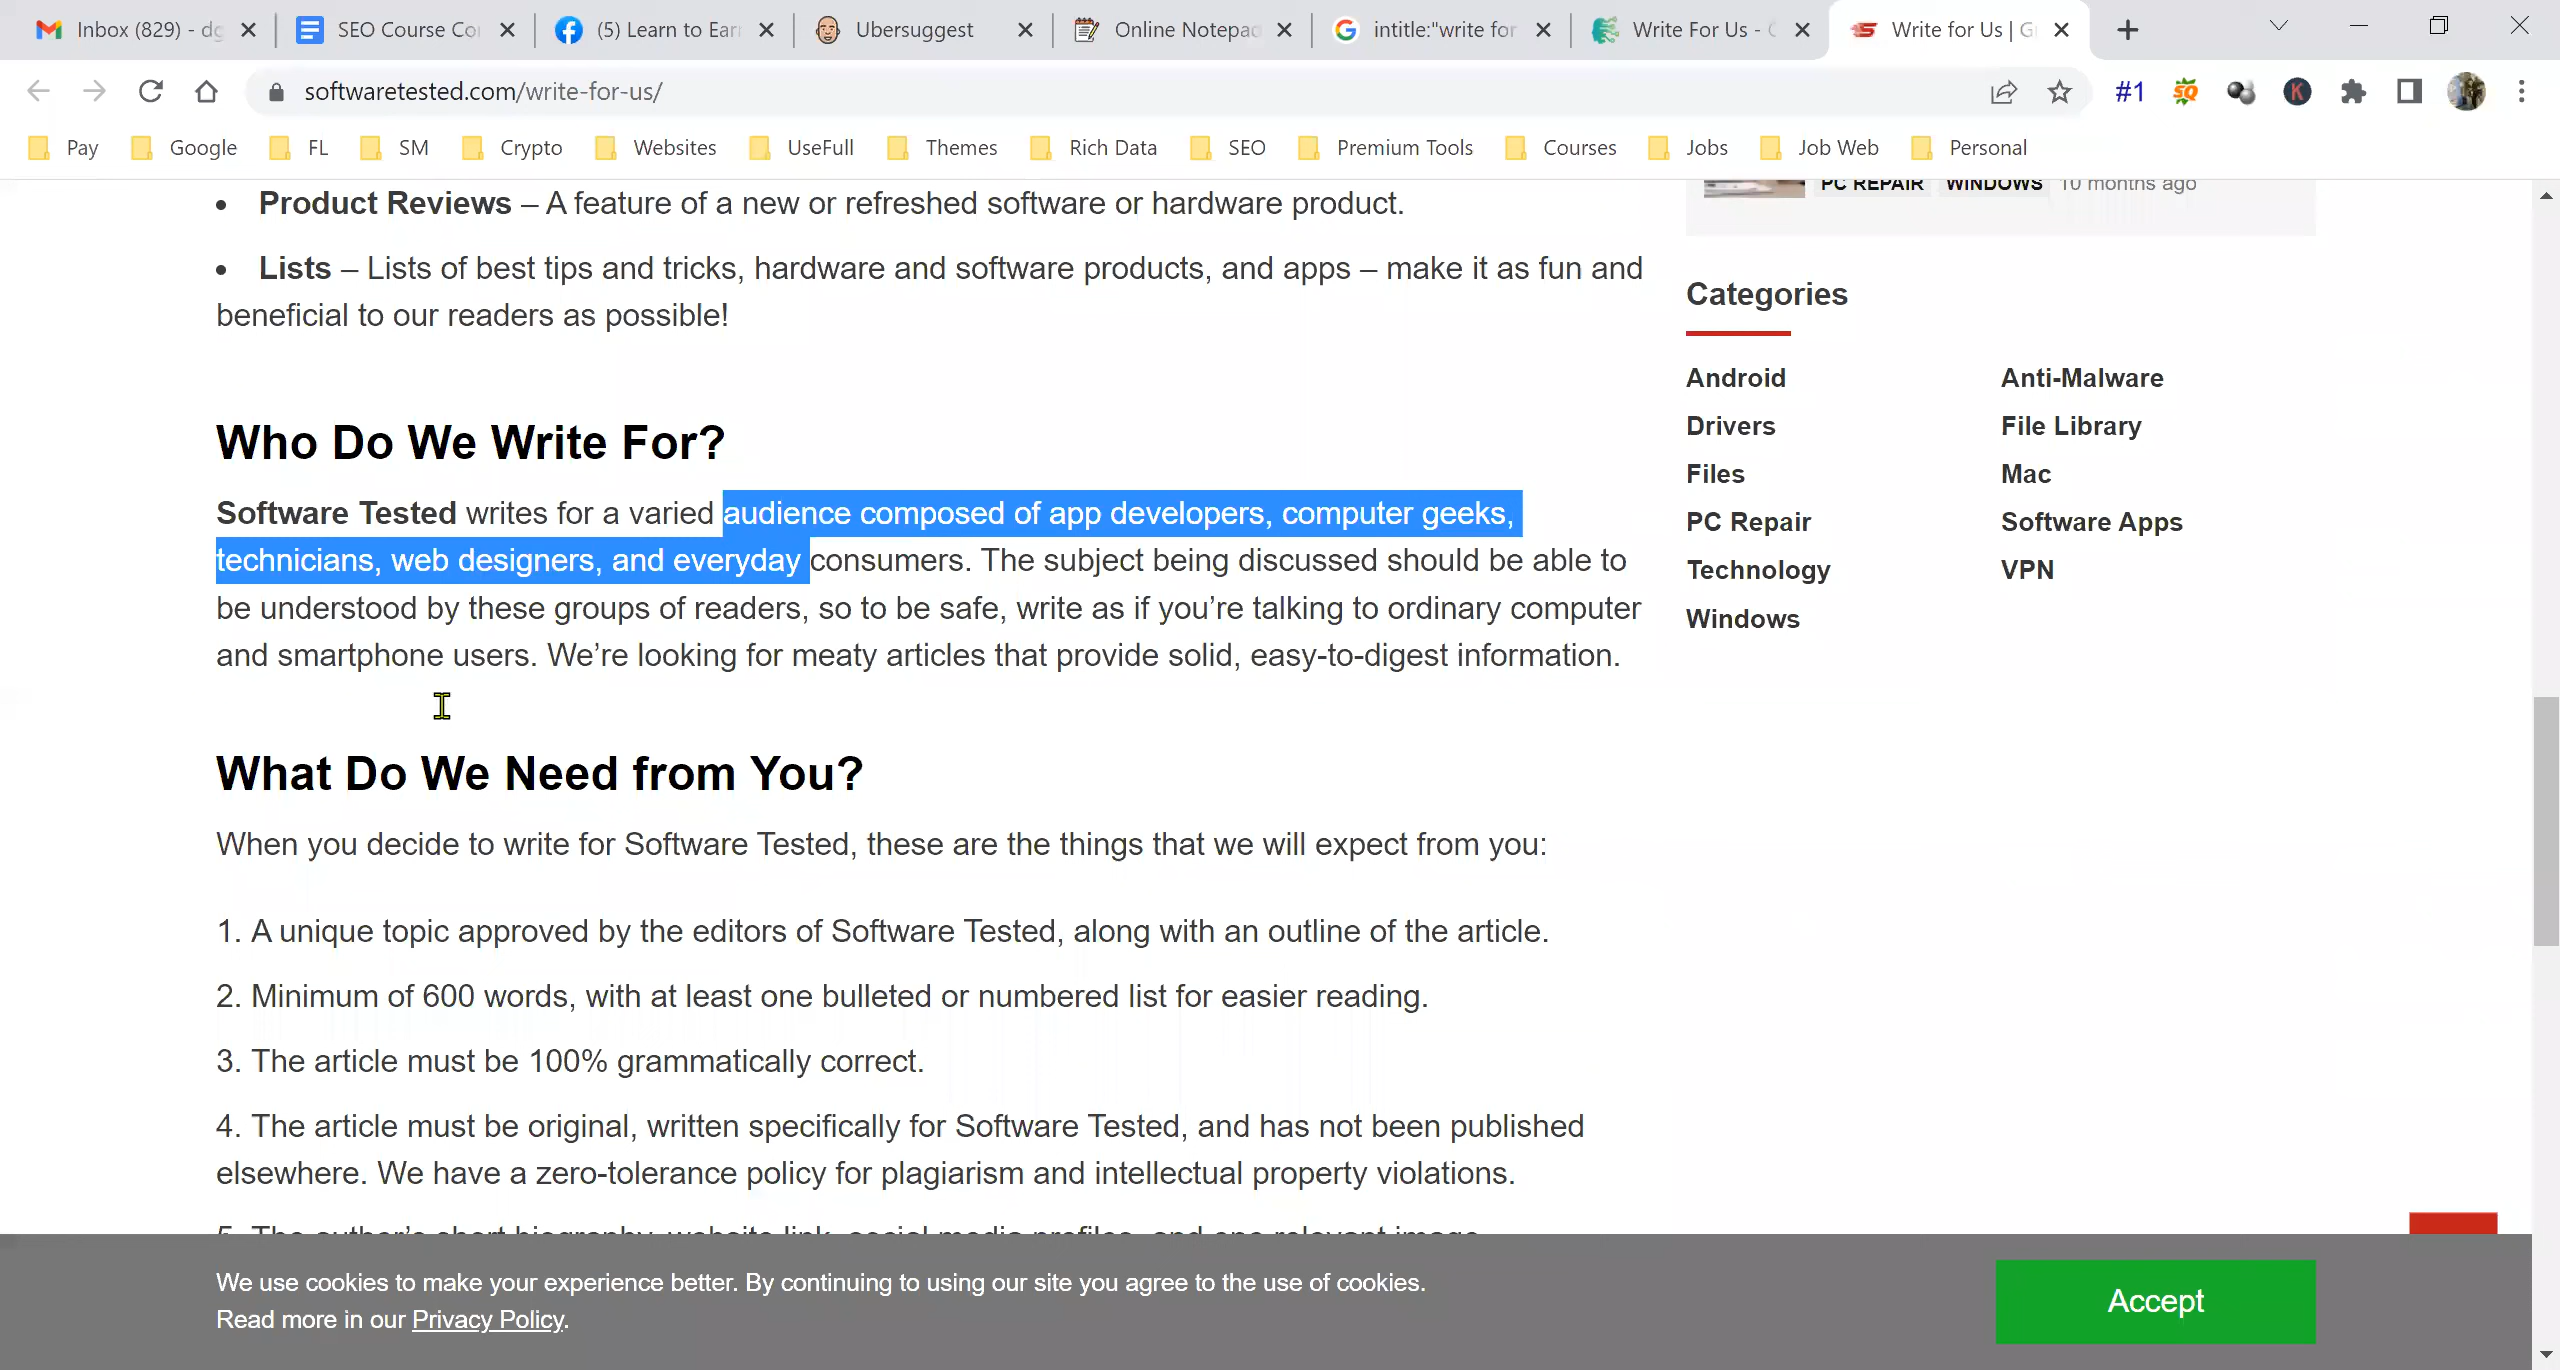 Inbox (829) - dg
SEO Course Co
(5) Learn to Ear
Ubersuggest
Online Notepad
intitle:"write for
Write For Us - C
Write for Us | G
softwaretested.com/write-for-us/
#1
SQ
K
Pay
Google
FL
SM
Crypto
Websites
UseFull
Themes
Rich Data
SEO
Premium Tools
Courses
Jobs
Job Web
Personal
• Product Reviews – A feature of a new or refreshed software or hardware product.
• Lists – Lists of best tips and tricks, hardware and software products, and apps – make it as fun and
beneficial to our readers as possible!
Who Do We Write For?
Software Tested writes for a varied audience composed of app developers, computer geeks,
technicians, web designers, and everyday consumers. The subject being discussed should be able to
be understood by these groups of readers, so to be safe, write as if you’re talking to ordinary computer
and smartphone users. We’re looking for meaty articles that provide solid, easy-to-digest information.
What Do We Need from You?
When you decide to write for Software Tested, these are the things that we will expect from you:
1. A unique topic approved by the editors of Software Tested, along with an outline of the article.
2. Minimum of 600 words, with at least one bulleted or numbered list for easier reading.
3. The article must be 100% grammatically correct.
4. The article must be original, written specifically for Software Tested, and has not been published
elsewhere. We have a zero-tolerance policy for plagiarism and intellectual property violations.
5. The author’s short biography, website link, social media profiles, and one relevant image.
PC REPAIR WINDOWS 10 months ago
Categories
Android
Anti-Malware
Drivers
File Library
Files
Mac
PC Repair
Software Apps
Technology
VPN
Windows
We use cookies to make your experience better. By continuing to using our site you agree to the use of cookies.
Read more in our Privacy Policy.
Accept